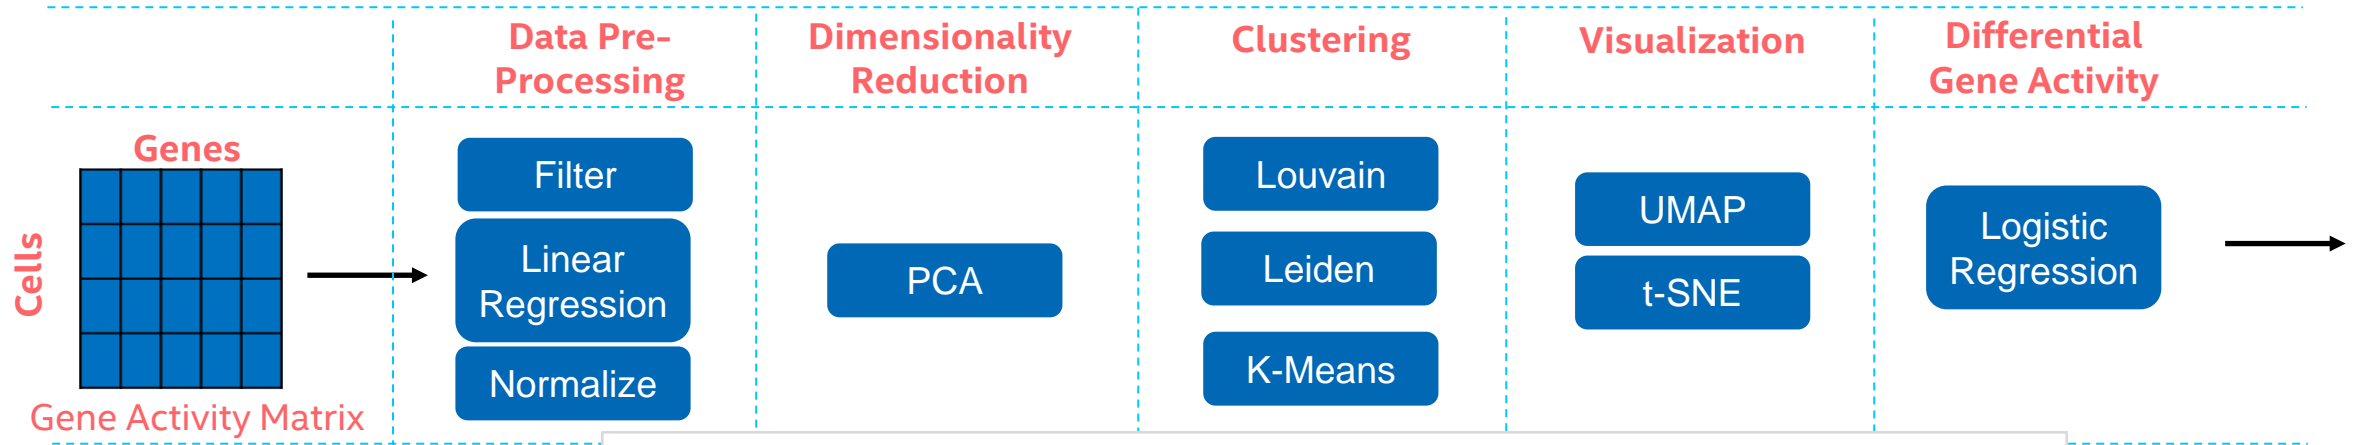 Data Pre-
Processing
Dimensionality
Reduction
Clustering
Visualization
Differential
Gene Activity
Genes
Cells
Gene Activity Matrix
Filter
Linear
Regression
Normalize
PCA
Louvain
Leiden
K-Means
UMAP
t-SNE
Logistic
Regression